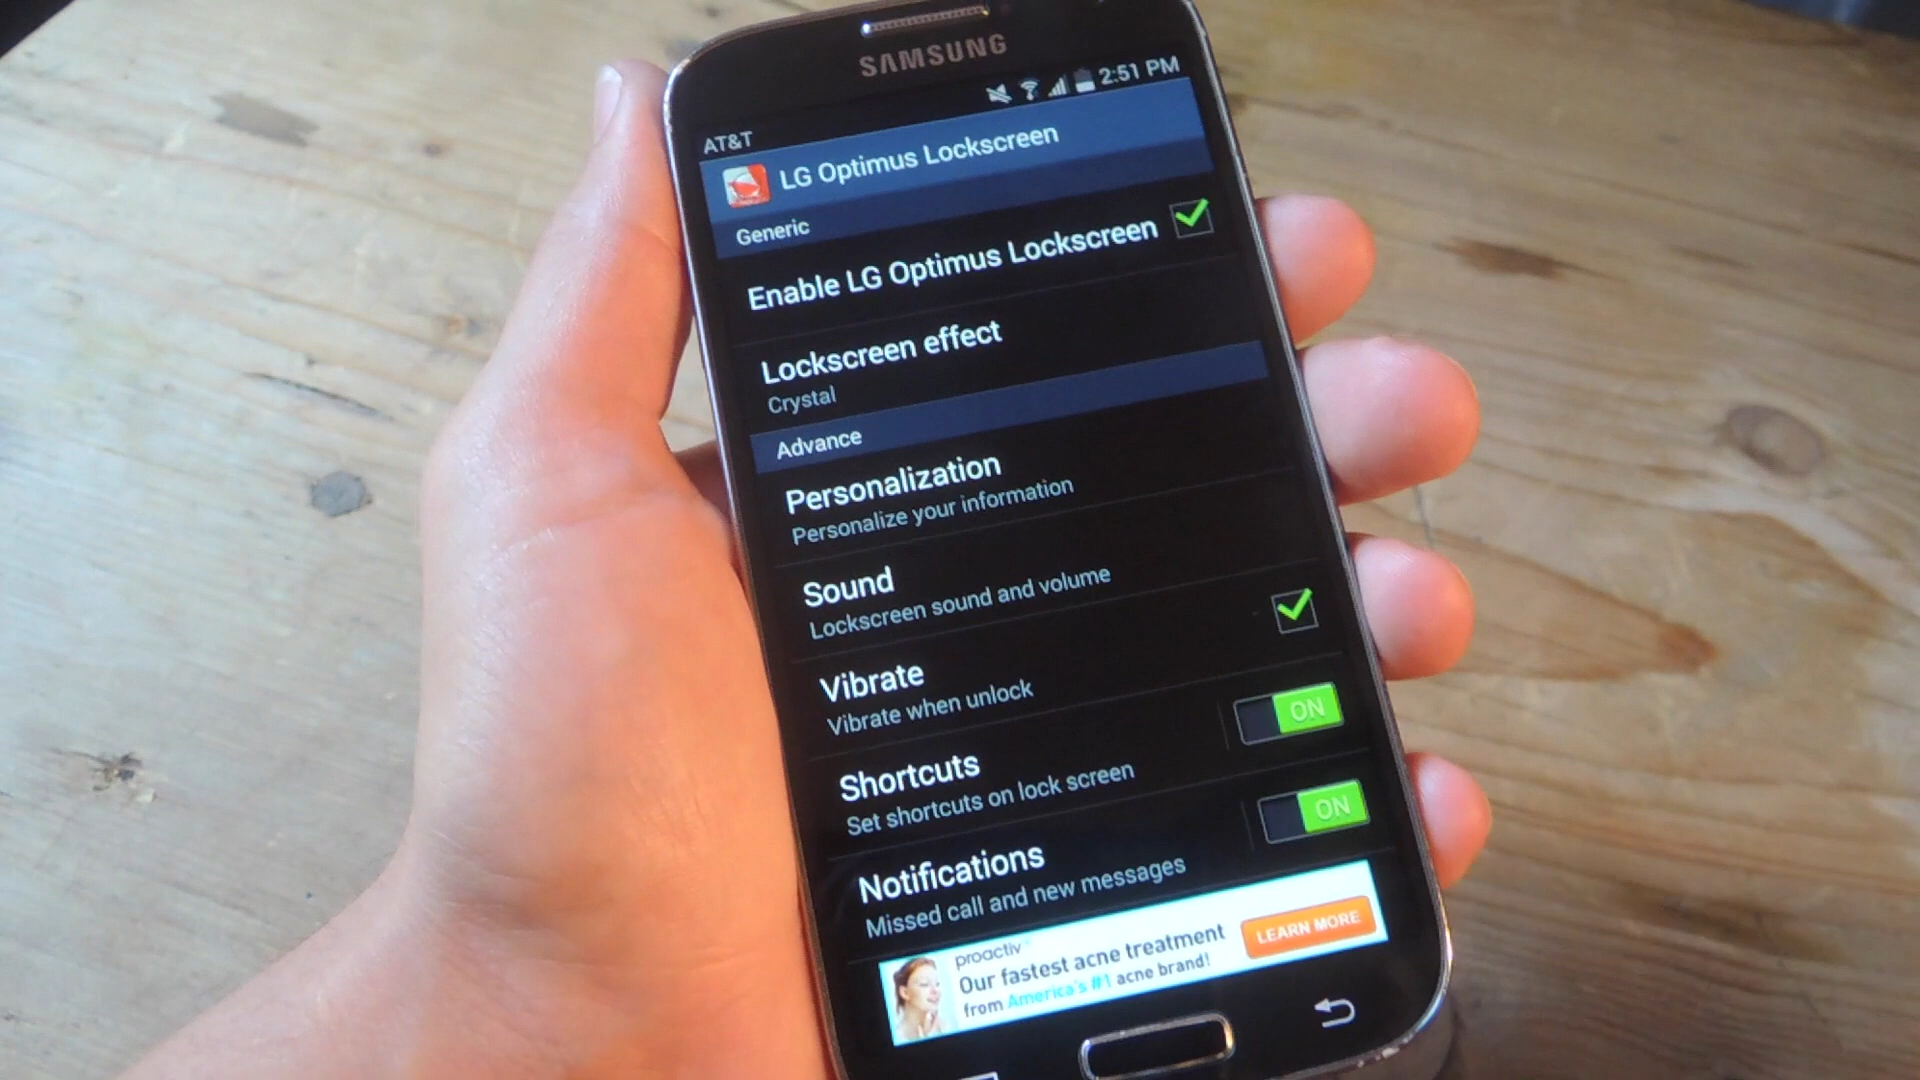 SAMSUNG
AT&T 2:51 PM
LG Optimus Lockscreen
Generic
Enable LG Optimus Lockscreen
Lockscreen effect
Crystal
Advance
Personalization
Personalize your information
Sound
Lockscreen sound and volume
Vibrate
Vibrate when unlock
ON
Shortcuts
Set shortcuts on lock screen
ON
Notifications
Missed call and new messages
proactiv
Our fastest acne treatment
from America's #1 acne brand!
LEARN MORE